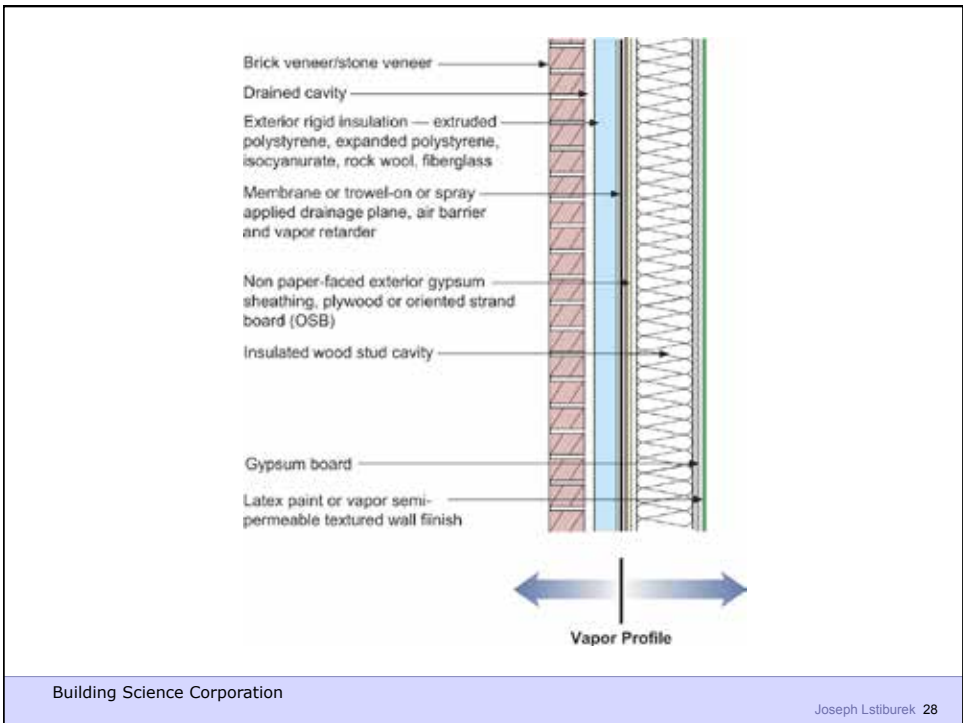 Brick veneer/stone veneer
Drained cavity
Exterior rigid insulation — extruded
polystyrene, expanded polystyrene,
isocyanurate, rock wool, fiberglass
Membrane or trowel-on or spray
applied drainage plane, air barrier
and vapor retarder
Non paper-faced exterior gypsum
sheathing, plywood or oriented strand
board (OSB)
Insulated wood stud cavity
Gypsum board
Latex paint or vapor semi-
permeable textured wall fiinish
Vapor Profile
Building Science Corporation
Joseph Lstiburek 28